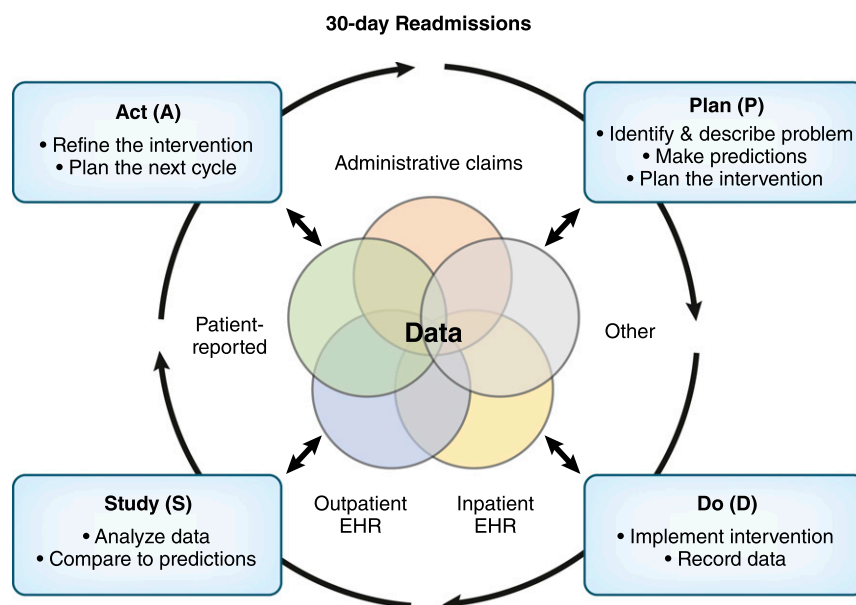 30-day Readmissions
Act (A)
• Refine the intervention
• Plan the next cycle
Plan (P)
• Identify & describe problem
• Make predictions
• Plan the intervention
Administrative claims
Patient-
reported
Data
Other
Study (S)
• Analyze data
• Compare to predictions
Outpatient
EHR
Inpatient
EHR
Do (D)
• Implement intervention
• Record data